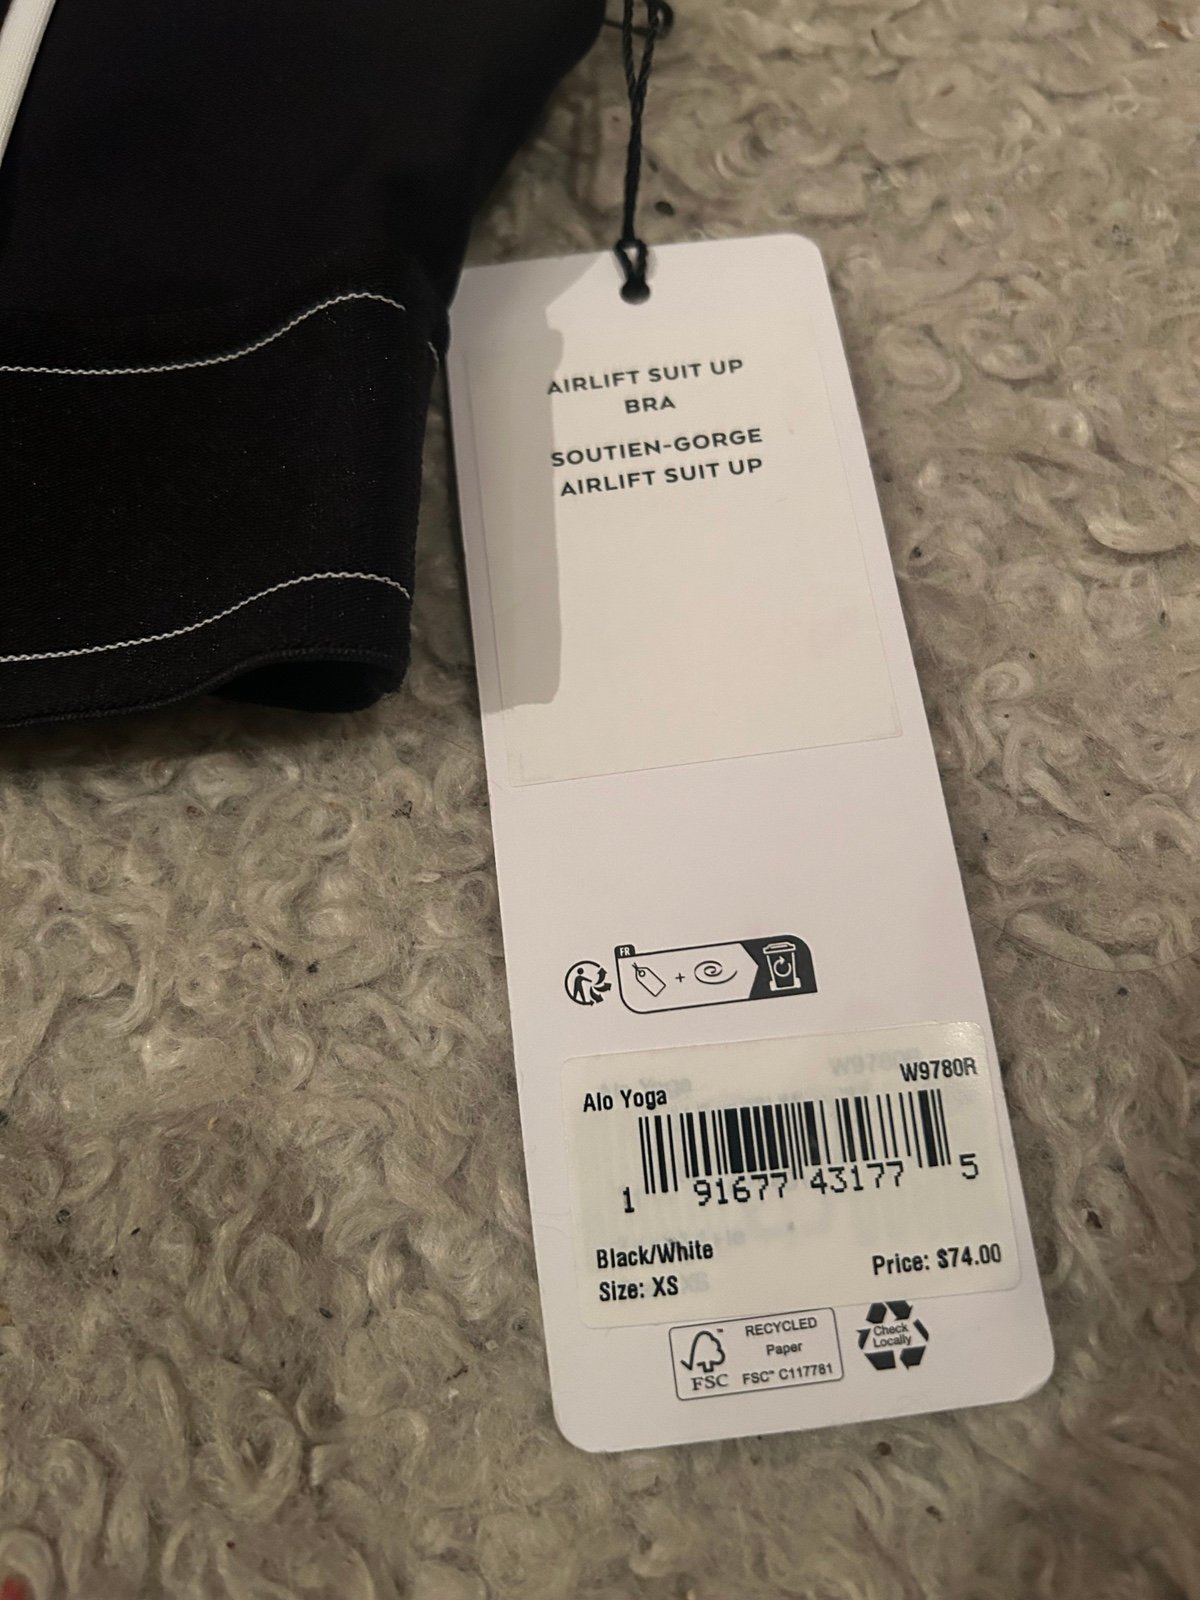 AIRLIFT SUIT UP
BRA
SOUTIEN-GORGE
AIRLIFT SUIT UP
FR
+
W9780R
Alo Yoga
1 91677 43177 5
Black/White
Size: XS
Price: $74.00
RECYCLED
Paper
FSC™ C117781
FSC
Check
Locally